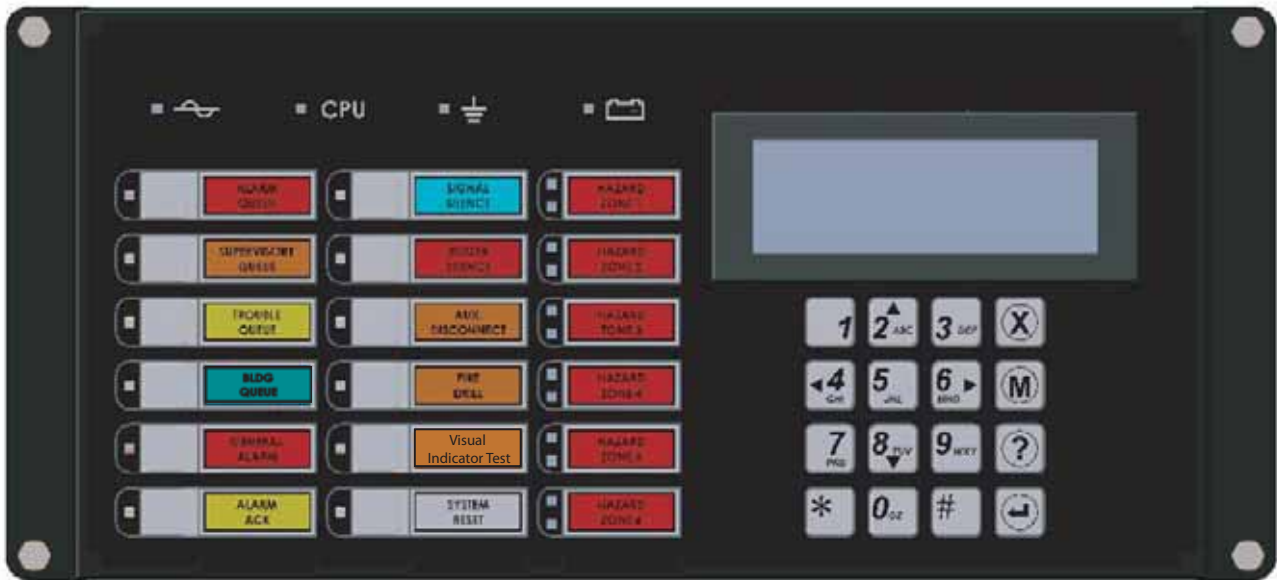 CPU
ALARM
QUEUE
SIGNAL
SILENCE
HAZARD
ZONE 1
SUPERVISORY
QUEUE
BUZZER
SILENCE
HAZARD
ZONE 2
TROUBLE
QUEUE
AUX.
DISCONNECT
HAZARD
ZONE 3
BLDG
QUEUE
FIRE
DRILL
HAZARD
ZONE 4
GENERAL
ALARM
Visual
Indicator Test
HAZARD
ZONE 5
ALARM
ACK
SYSTEM
RESET
HAZARD
ZONE 6
1 2 ABC 3 DEF X
4 GHI 5 JKL 6 MNO M
7 PRS 8 TUV 9 WXY ?
* 0 OZ #